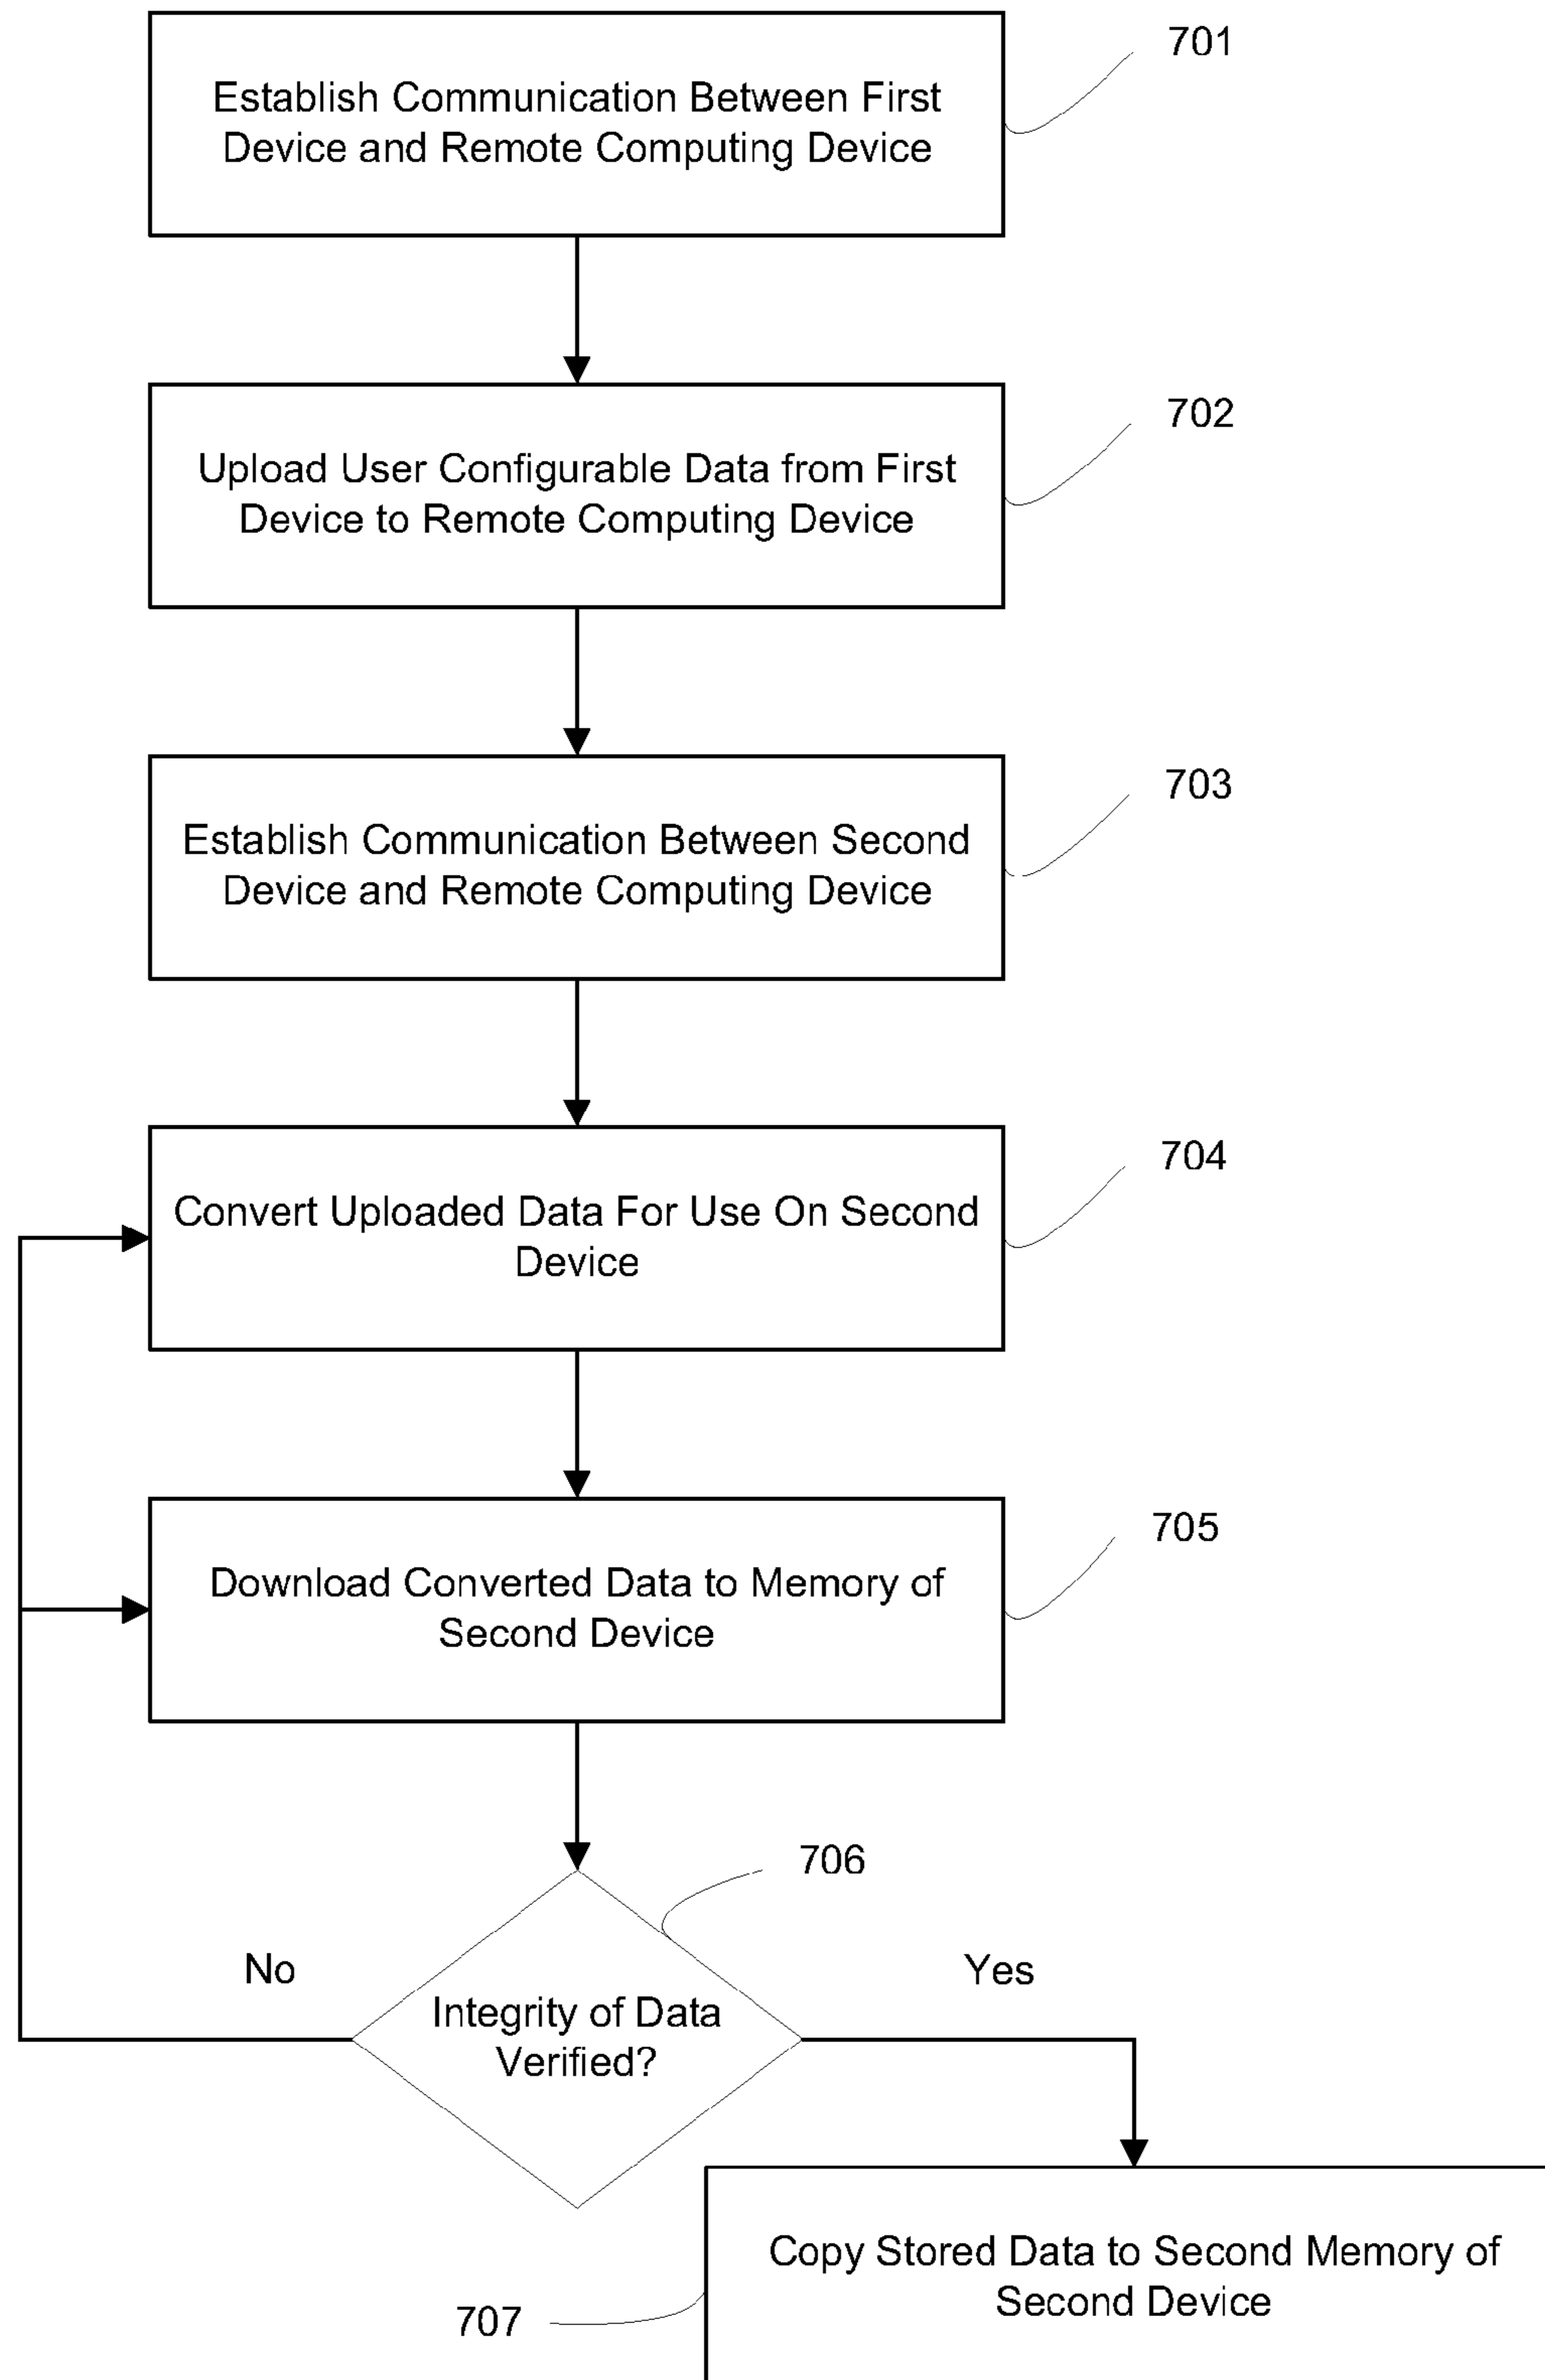 701
Establish Communication Between First
Device and Remote Computing Device
702
Upload User Configurable Data from First
Device to Remote Computing Device
703
Establish Communication Between Second
Device and Remote Computing Device
704
Convert Uploaded Data For Use On Second
Device
705
Download Converted Data to Memory of
Second Device
706
No
Yes
Integrity of Data
Verified?
Copy Stored Data to Second Memory of
Second Device
707